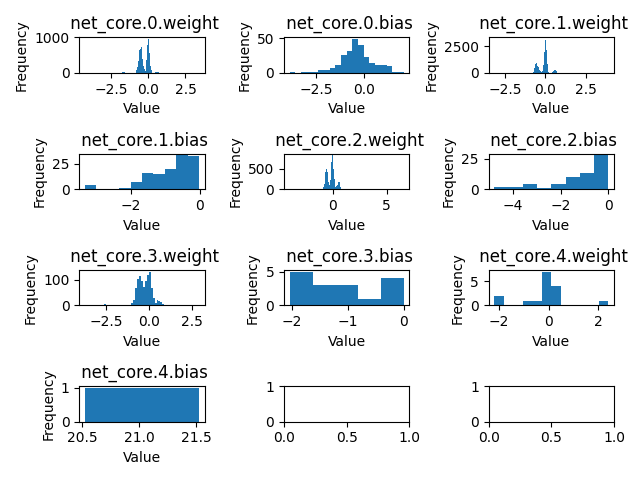 net_core.0.weight
Frequency
1000
0
−2.5 0.0 2.5
Value
net_core.0.bias
Frequency
50
0
−2.5 0.0
Value
net_core.1.weight
Frequency
2500
0
−2.5 0.0 2.5
Value
net_core.1.bias
Frequency
25
0
−2 0
Value
net_core.2.weight
Frequency
500
0
0 5
Value
net_core.2.bias
Frequency
25
0
−4 −2 0
Value
net_core.3.weight
Frequency
100
0
−2.5 0.0 2.5
Value
net_core.3.bias
Frequency
5
0
−2 −1 0
Value
net_core.4.weight
Frequency
5
0
−2 0 2
Value
net_core.4.bias
Frequency
1
0
20.5 21.0 21.5
Value
1
0
0.0 0.5 1.0
1
0
0.0 0.5 1.0